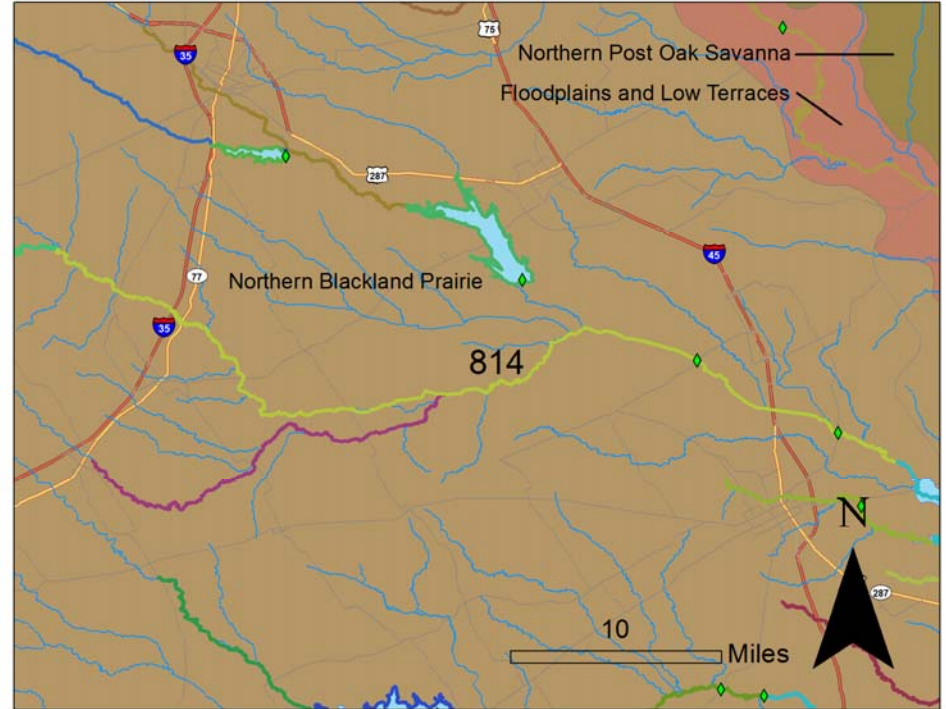 75
35
Northern Post Oak Savanna
Floodplains and Low Terraces
287
45
77
Northern Blackland Prairie
35
814
N
287
10
Miles